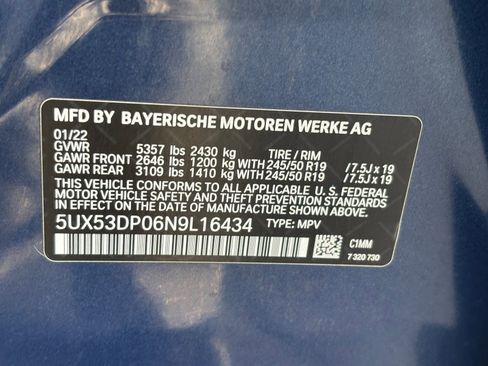 MFD BY BAYERISCHE MOTOREN WERKE AG
01/22
GVWR 5357 lbs 2430 kg TIRE / RIM
GAWR FRONT 2646 lbs 1200 kg WITH 245/50 R19 / 7.5J x 19
GAWR REAR 3109 lbs 1410 kg WITH 245/50 R19 / 7.5J x 19
THIS VEHICLE CONFORMS TO ALL APPLICABLE U. S. FEDERAL
MOTOR VEHICLE SAFETY AND THEFT PREVENTION STANDARDS
IN EFFECT ON THE DATE OF MANUFACTURE SHOWN ABOVE.
5UX53DP06N9L16434 TYPE: MPV
C1MM
7 320 730